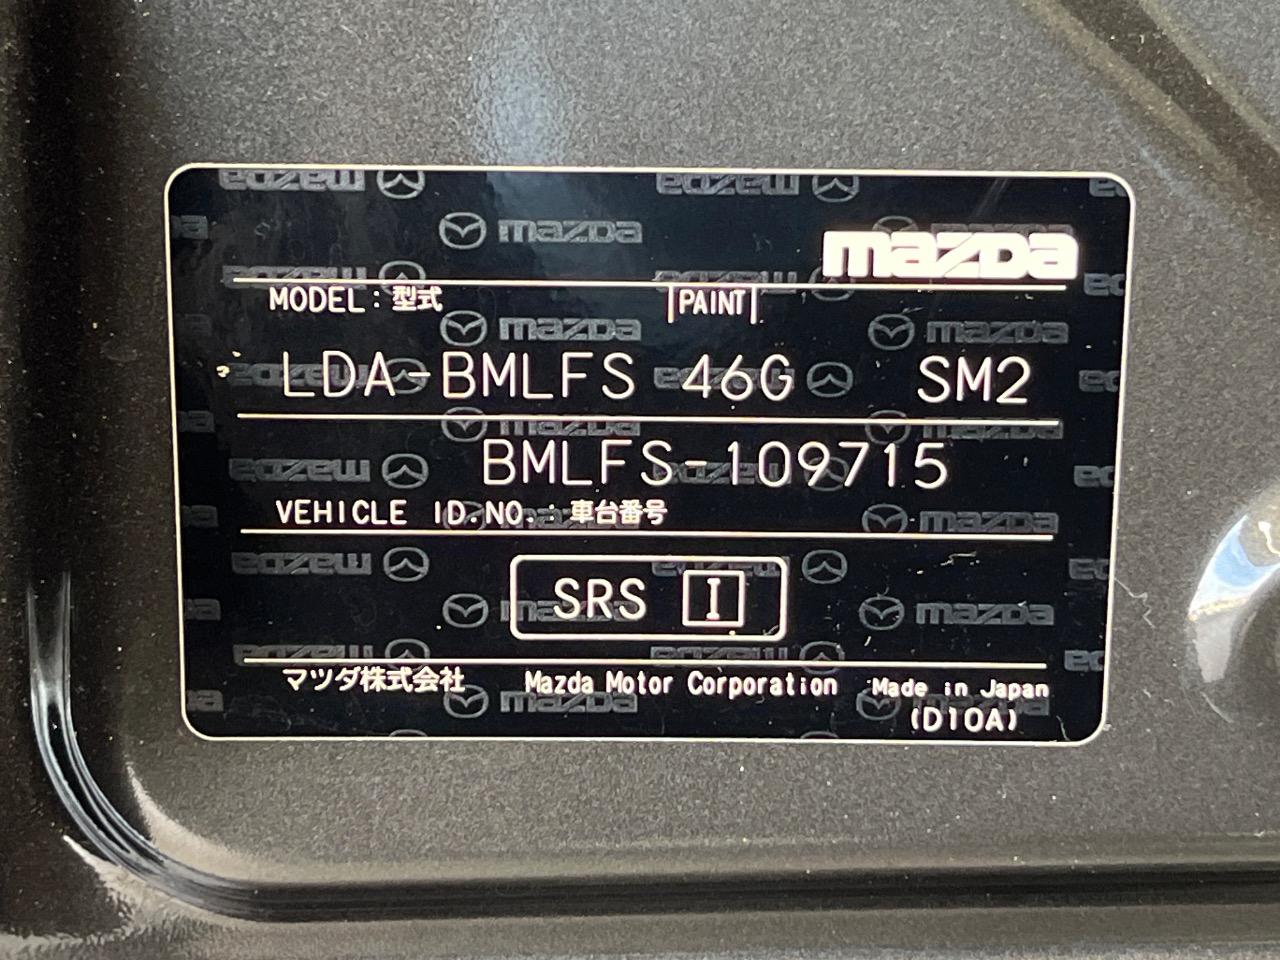 mazda
MODEL : 型式 |PAINT|
LDA-BMLFS 46G SM2
BMLFS-109715
VEHICLE ID.NO. : 車台番号
SRS I
マツダ株式会社 Mazda Motor Corporation Made in Japan
(D10A)